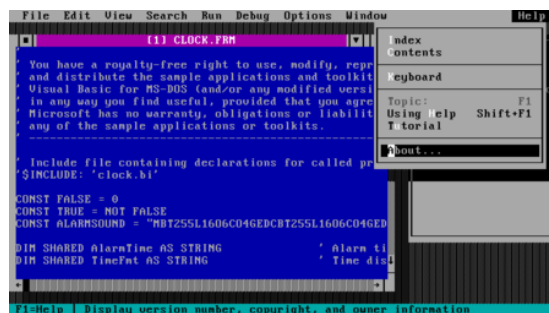 File Edit View Search Run Debug Options Window Help
[1] CLOCK.FRM
' You have a royalty-free right to use, modify, repr
' and distribute the sample applications and toolkit
' Visual Basic for MS-DOS (and/or any modified versi
' in any way you find useful, provided that you agre
' Microsoft has no warranty, obligations or liabilit
' any of the sample applications or toolkits.
' Include file containing declarations for called pr
'$INCLUDE: 'clock.bi'
CONST FALSE = 0
CONST TRUE = NOT FALSE
CONST ALARMSOUND = "MBT255L1606CO4GEDCBT255L1606CO4GED
DIM SHARED AlarmTime AS STRING ' Alarm ti
DIM SHARED TimeFmt AS STRING ' Time dis
Index
Contents
Keyboard
Topic: F1
Using Help Shift+F1
Tutorial
About...
F1=Help | Display version number, copyright, and owner information